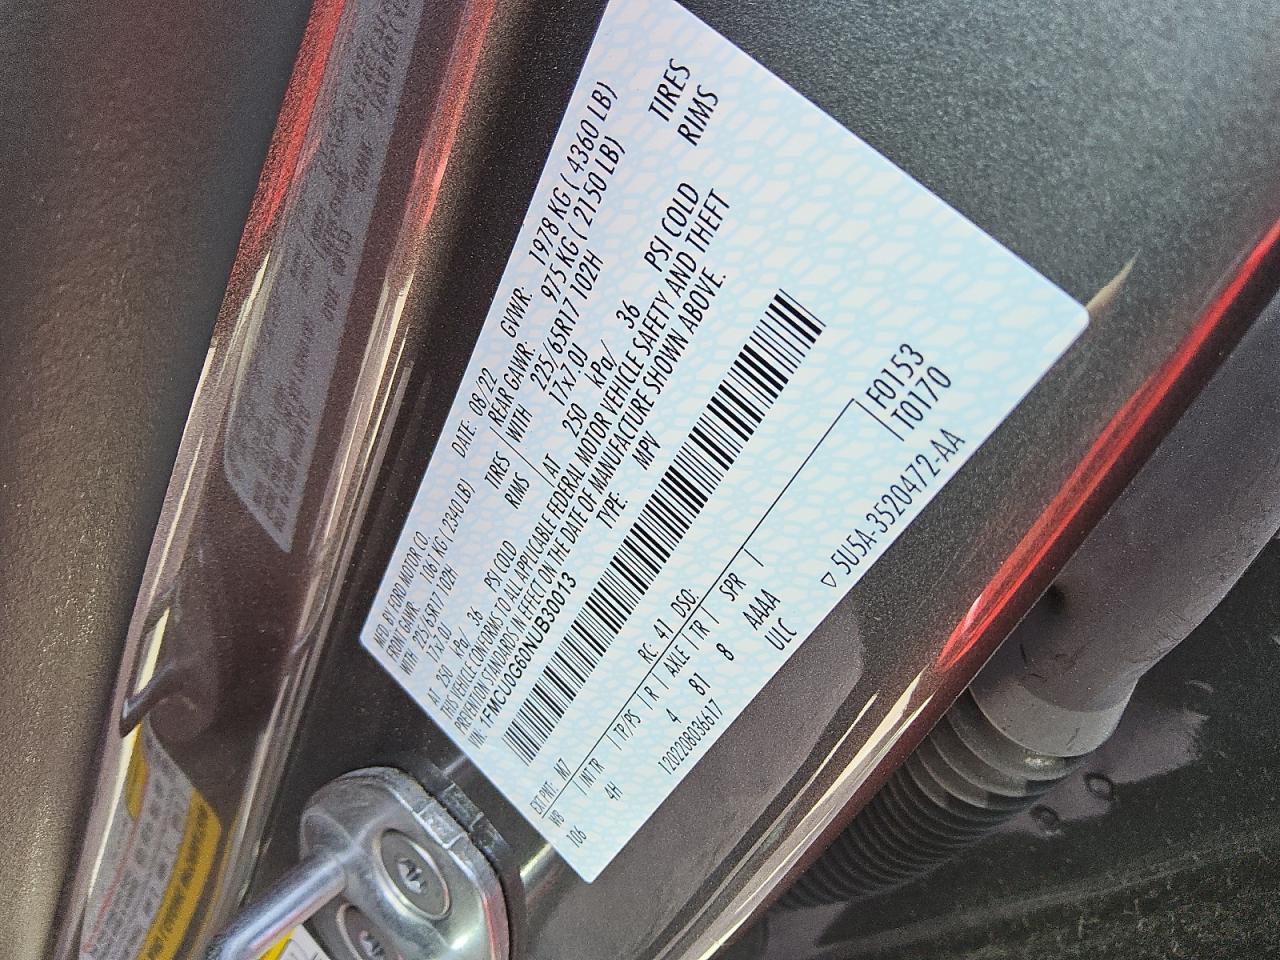 MFD. BY FORD MOTOR CO.
DATE: 08/22 GVWR: 1978 KG ( 4360 LB)
FRONT GAWR: 1061 KG ( 2340 LB) REAR GAWR: 975 KG ( 2150 LB)
WITH 225/65R17 102H TIRES WITH 225/65R17 102H TIRES
17x7.0J RIMS 17x7.0J RIMS
AT 250 kPa/ 36 PSI COLD AT 250 kPa/ 36 PSI COLD
THIS VEHICLE CONFORMS TO ALL APPLICABLE FEDERAL MOTOR VEHICLE SAFETY AND THEFT
PREVENTION STANDARDS IN EFFECT ON THE DATE OF MANUFACTURE SHOWN ABOVE.
VIN: 1FMCU0G60NUB30013 TYPE: MPV
EXT PNT: M7 RC: 41 DSO: F0153
WB INT TR TP/PS R AXLE TR SPR T0170
106 4H 4 81 8 AAAA
1202208036617 ULC
5U5A-35204472-AA